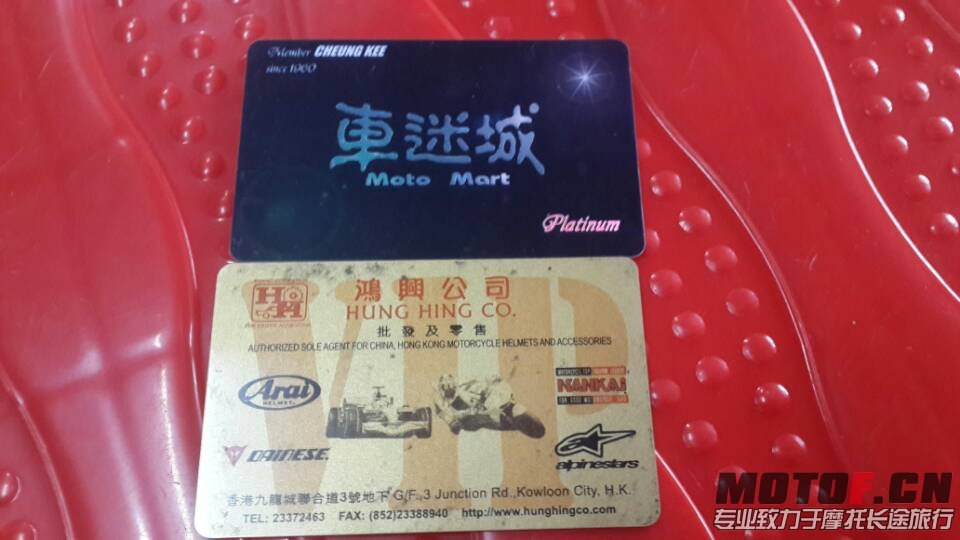 Member CHEUNG KEE
since 1960
車迷城
Moto Mart
Platinum
VIP
H
鴻興公司
HUNG HING CO.
批發及零售
AUTHORIZED SOLE AGENT FOR CHINA, HONG KONG MOTORCYCLE HELMETS AND ACCESSORIES
Arai
HELMET
NANKAI
DAINESE
alpinestars
香港九龍城聯合道3號地下 G/F.,3 Junction Rd.,Kowloon City, H.K.
TEL: 23372463 FAX: (852)23388940 http://www.hunghingco.com
MOTOF.CN
专业致力于摩托长途旅行